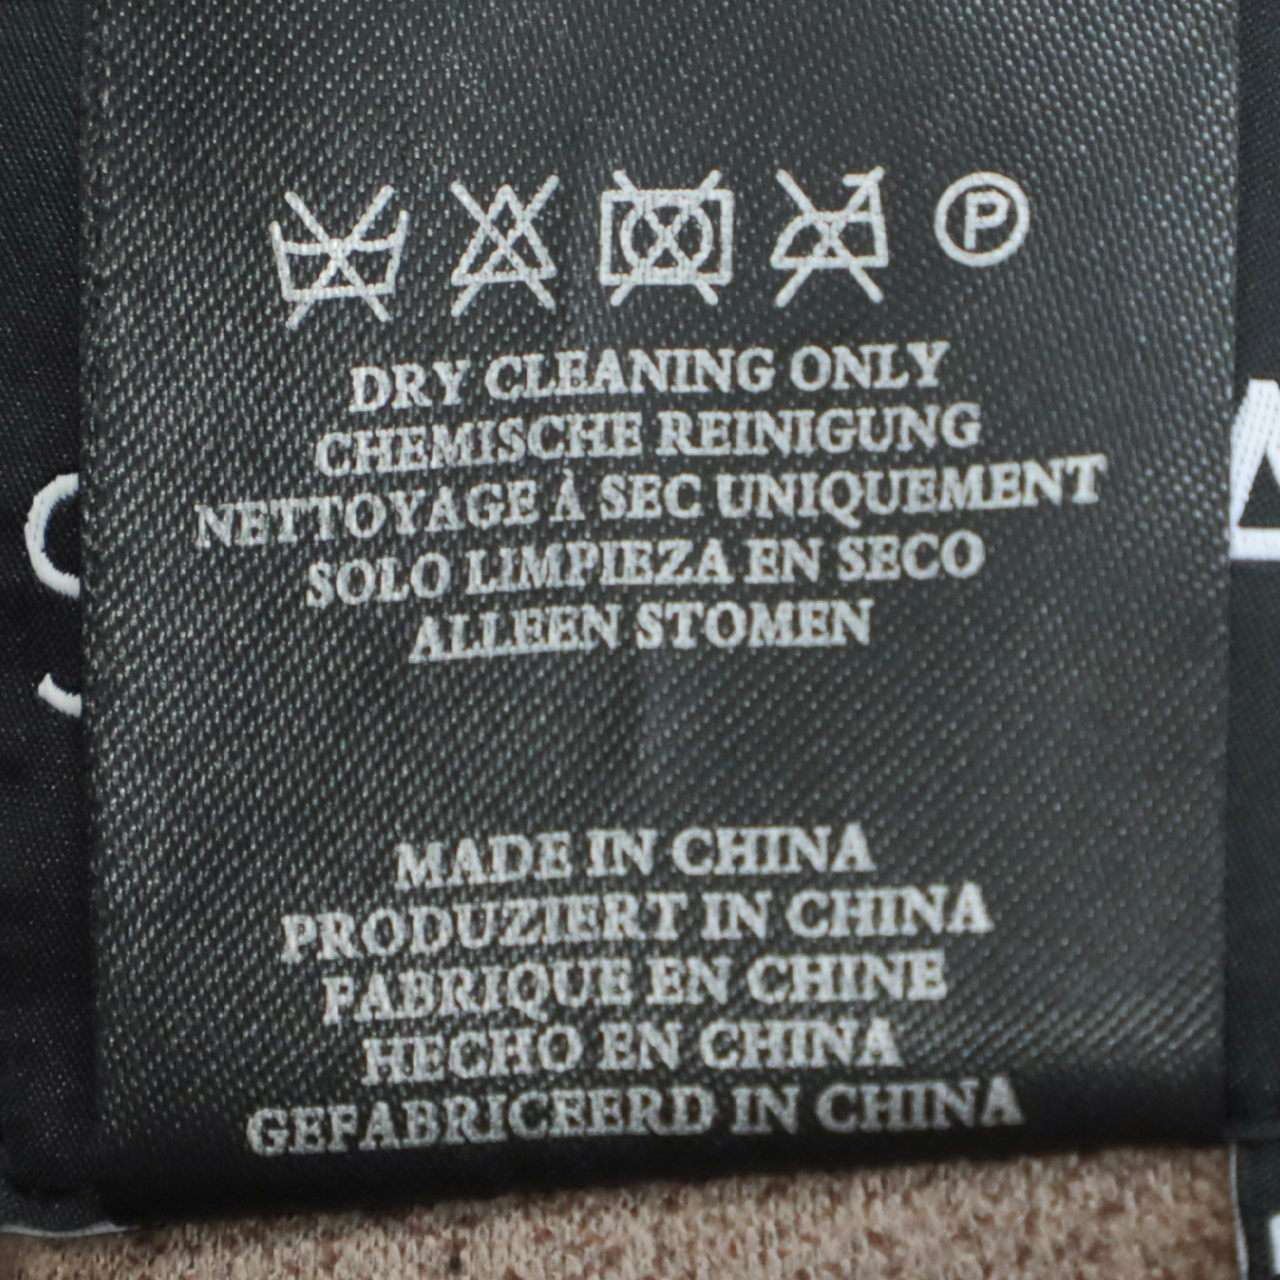 P
DRY CLEANING ONLY
CHEMISCHE REINIGUNG
NETTOYAGE À SEC UNIQUEMENT
SOLO LIMPIEZA EN SECO
ALLEEN STOMEN
MADE IN CHINA
PRODUZIERT IN CHINA
FABRIQUE EN CHINE
HECHO EN CHINA
GEFABRICEERD IN CHINA